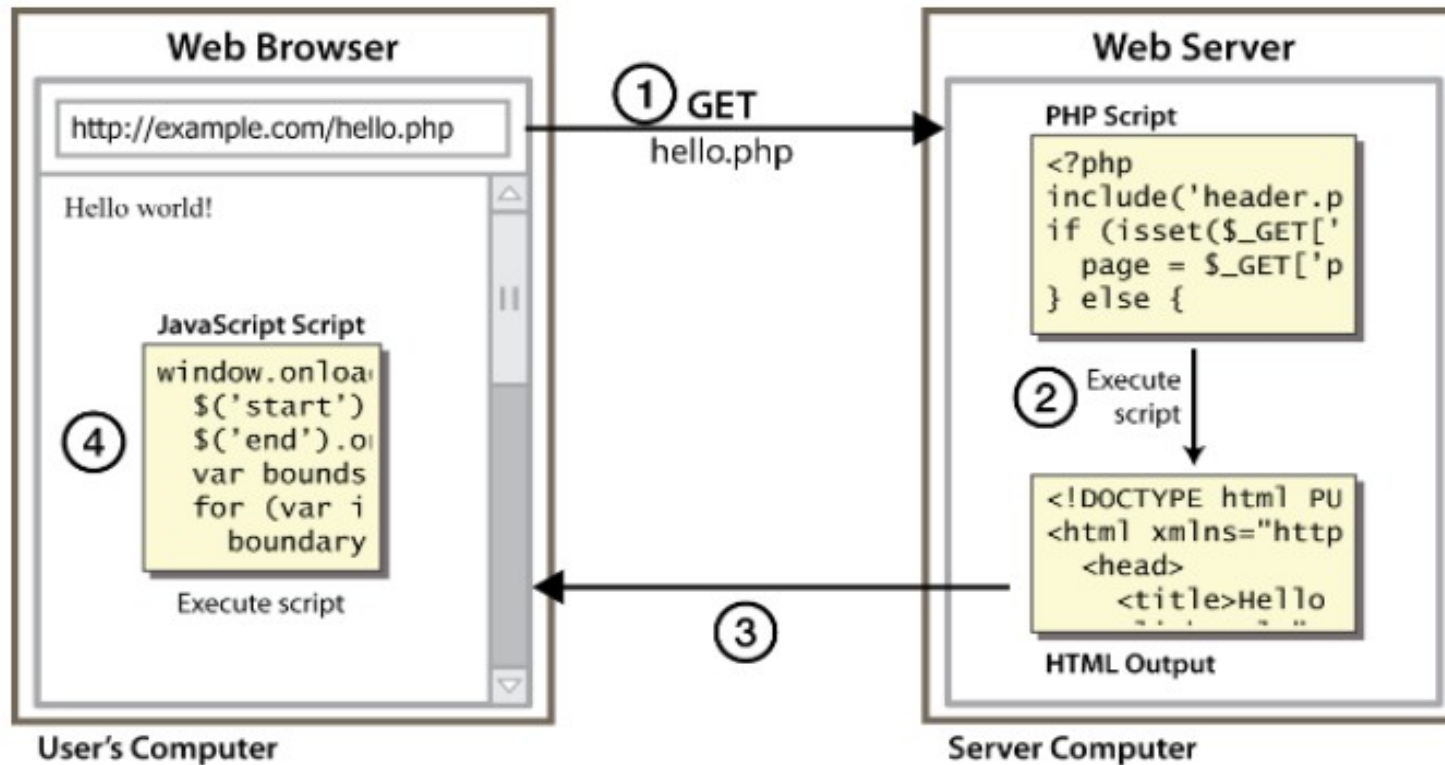 Web Browser
http://example.com/hello.php
Hello world!
JavaScript Script
window.onloa
$('start')
$('end').o
var bounds
for (var i
boundary
4
Execute script
User's Computer
1 GET
hello.php
3
Web Server
PHP Script
<?php
include('header.p
if (isset($_GET['
page = $_GET['p
} else {
2
Execute
script
<!DOCTYPE html PU
<html xmlns="http
<head>
<title>Hello
HTML Output
Server Computer